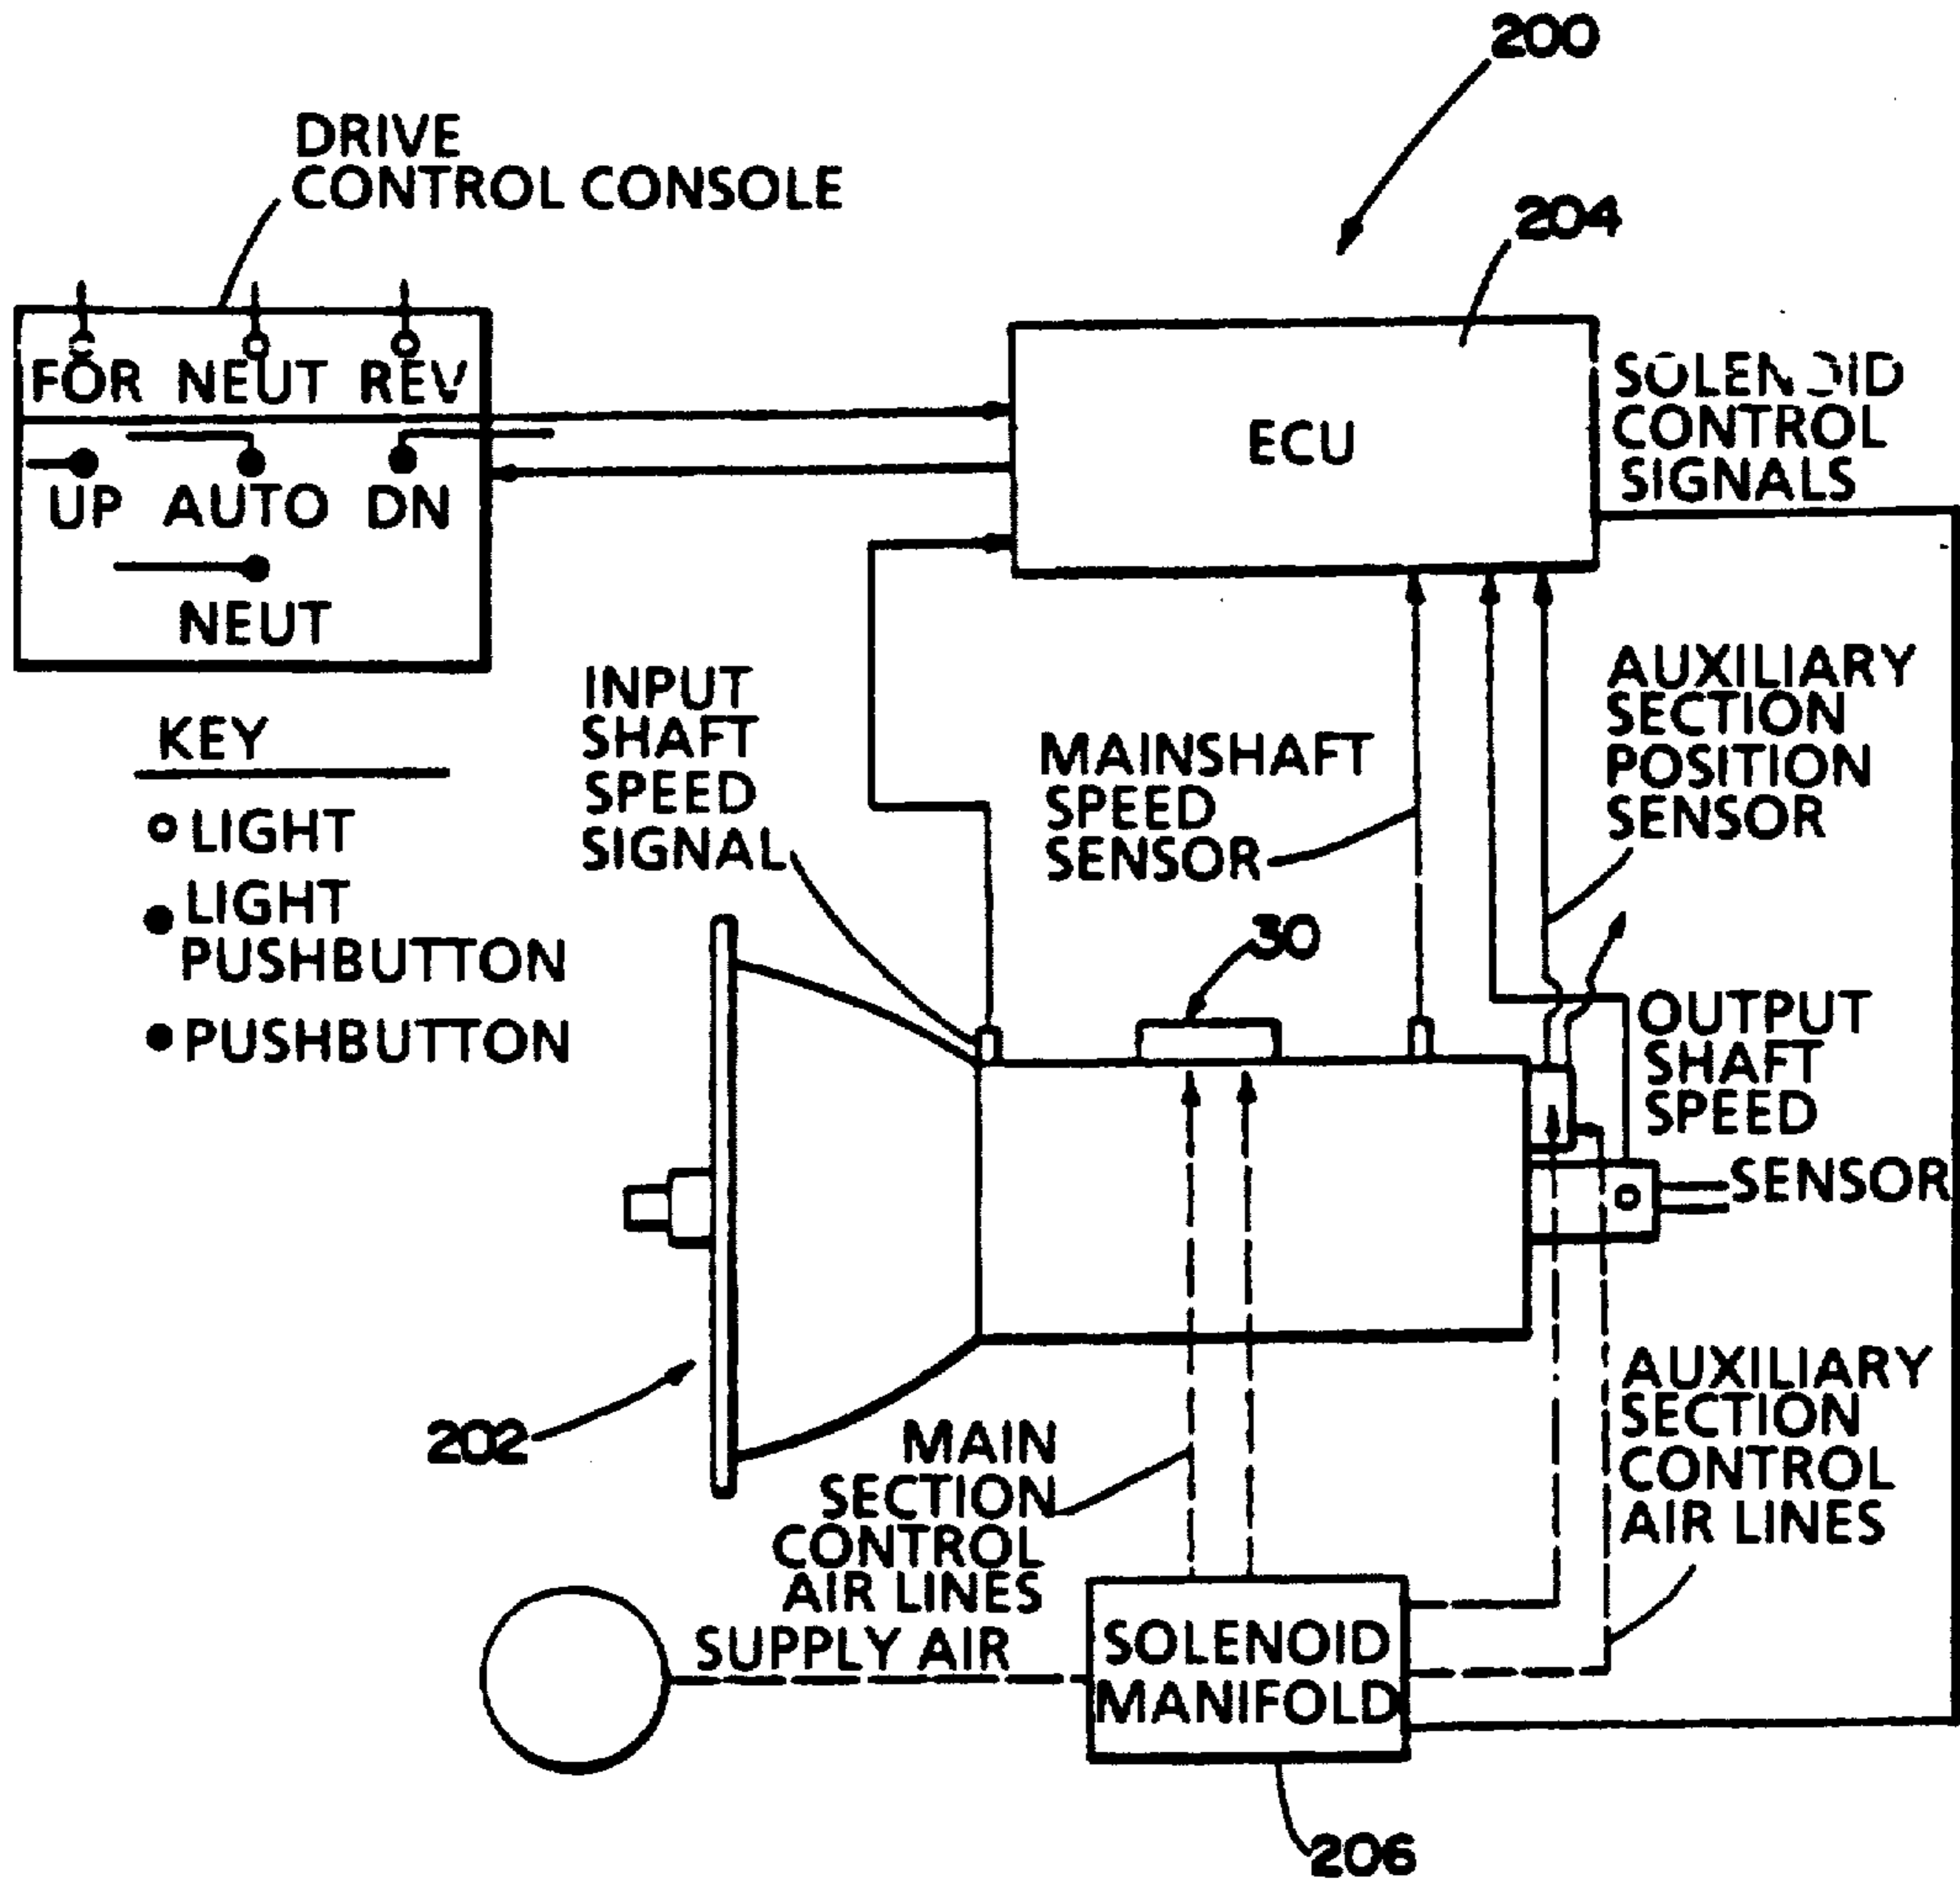 200
DRIVE
CONTROL CONSOLE
204
FOR NEUT REV
UP AUTO DN
NEUT
ECU
SOLENOID
CONTROL
SIGNALS
KEY
LIGHT
LIGHT
PUSHBUTTON
PUSHBUTTON
INPUT
SHAFT
SPEED
SIGNAL
MAINSHAFT
SPEED
SENSOR
AUXILIARY
SECTION
POSITION
SENSOR
30
OUTPUT
SHAFT
SPEED
SENSOR
202
MAIN
SECTION
CONTROL
AIR LINES
AUXILIARY
SECTION
CONTROL
AIR LINES
SUPPLY AIR
SOLENOID
MANIFOLD
206